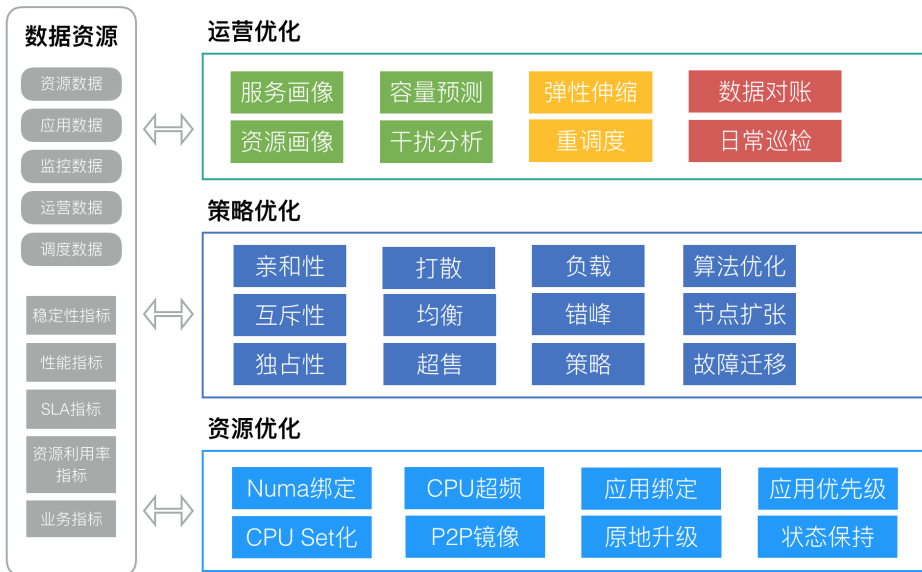 数据资源
资源数据
应用数据
监控数据
运营数据
调度数据
稳定性指标
性能指标
SLA指标
资源利用率
指标
业务指标
运营优化
服务画像 容量预测 弹性伸缩 数据对账
资源画像 干扰分析 重调度 日常巡检
策略优化
亲和性 打散 负载 算法优化
互斥性 均衡 错峰 节点扩张
独占性 超售 策略 故障迁移
资源优化
Numa绑定 CPU超频 应用绑定 应用优先级
CPU Set化 P2P镜像 原地升级 状态保持